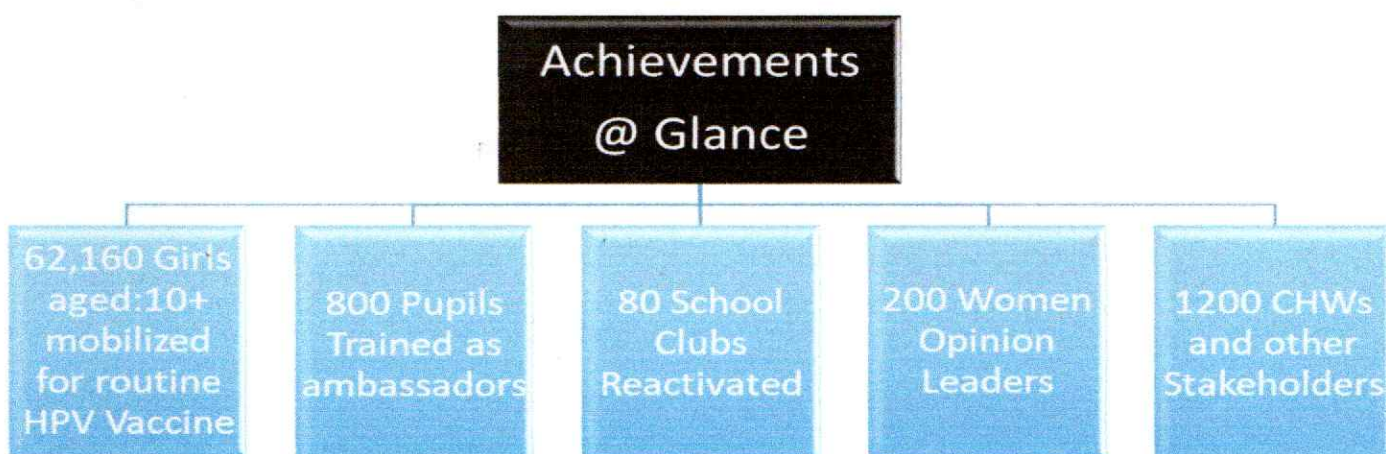 Achievements
@ Glance
62,160 Girls
aged:10+
mobilized
for routine
HPV Vaccine
800 Pupils
Trained as
ambassadors
80 School
Clubs
Reactivated
200 Women
Opinion
Leaders
1200 CHWs
and other
Stakeholders